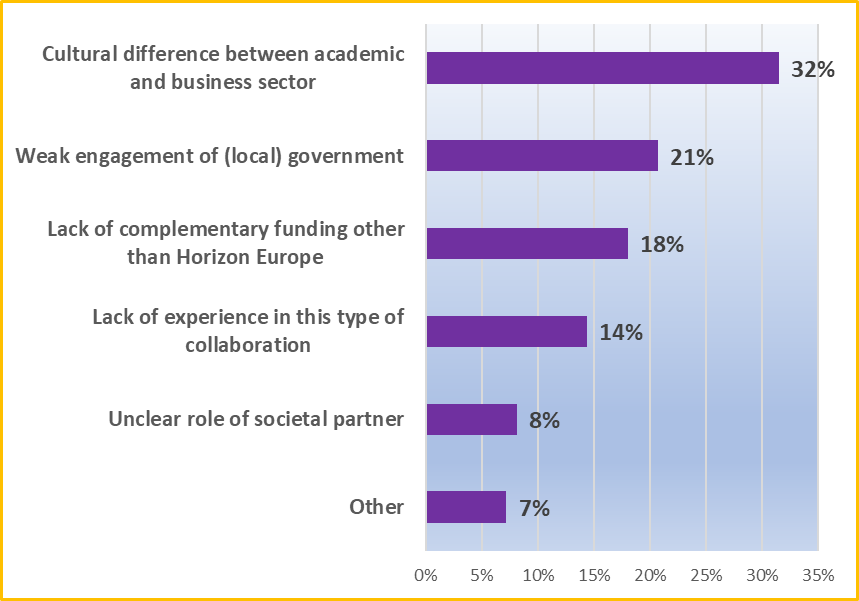 Cultural difference between academic
and business sector
32%
Weak engagement of (local) government
21%
Lack of complementary funding other
than Horizon Europe
18%
Lack of experience in this type of
collaboration
14%
Unclear role of societal partner
8%
Other
7%
0% 5% 10% 15% 20% 25% 30% 35%